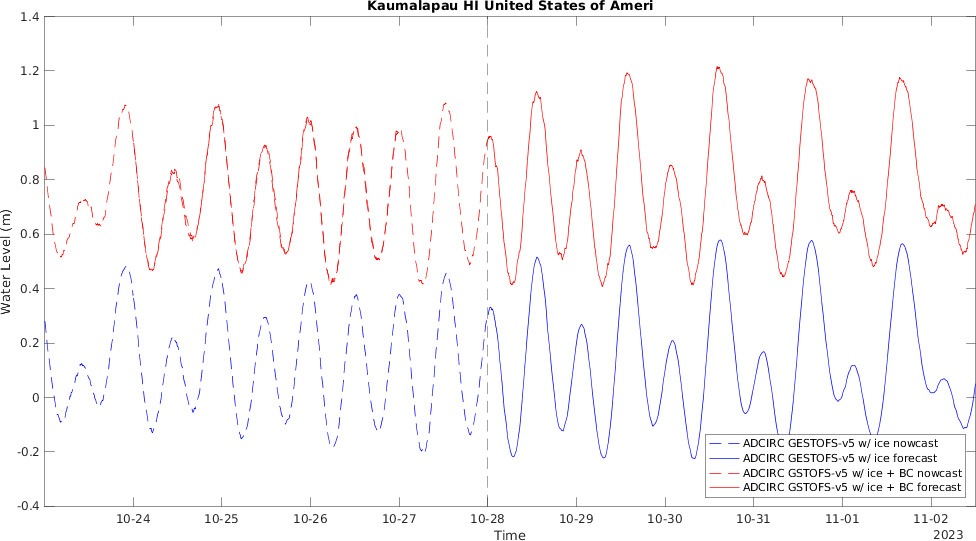 Kaumalapau HI United States of Ameri
1.4
1.2
1
0.8
0.6
0.4
0.2
0
-0.2
-0.4
Water Level (m)
ADCIRC GESTOFS-v5 w/ ice nowcast
ADCIRC GESTOFS-v5 w/ ice forecast
ADCIRC GSTOFS-v5 w/ ice + BC nowcast
ADCIRC GSTOFS-v5 w/ ice + BC forecast
10-24 10-25 10-26 10-27 10-28 10-29 10-30 10-31 11-01 11-02
Time 2023